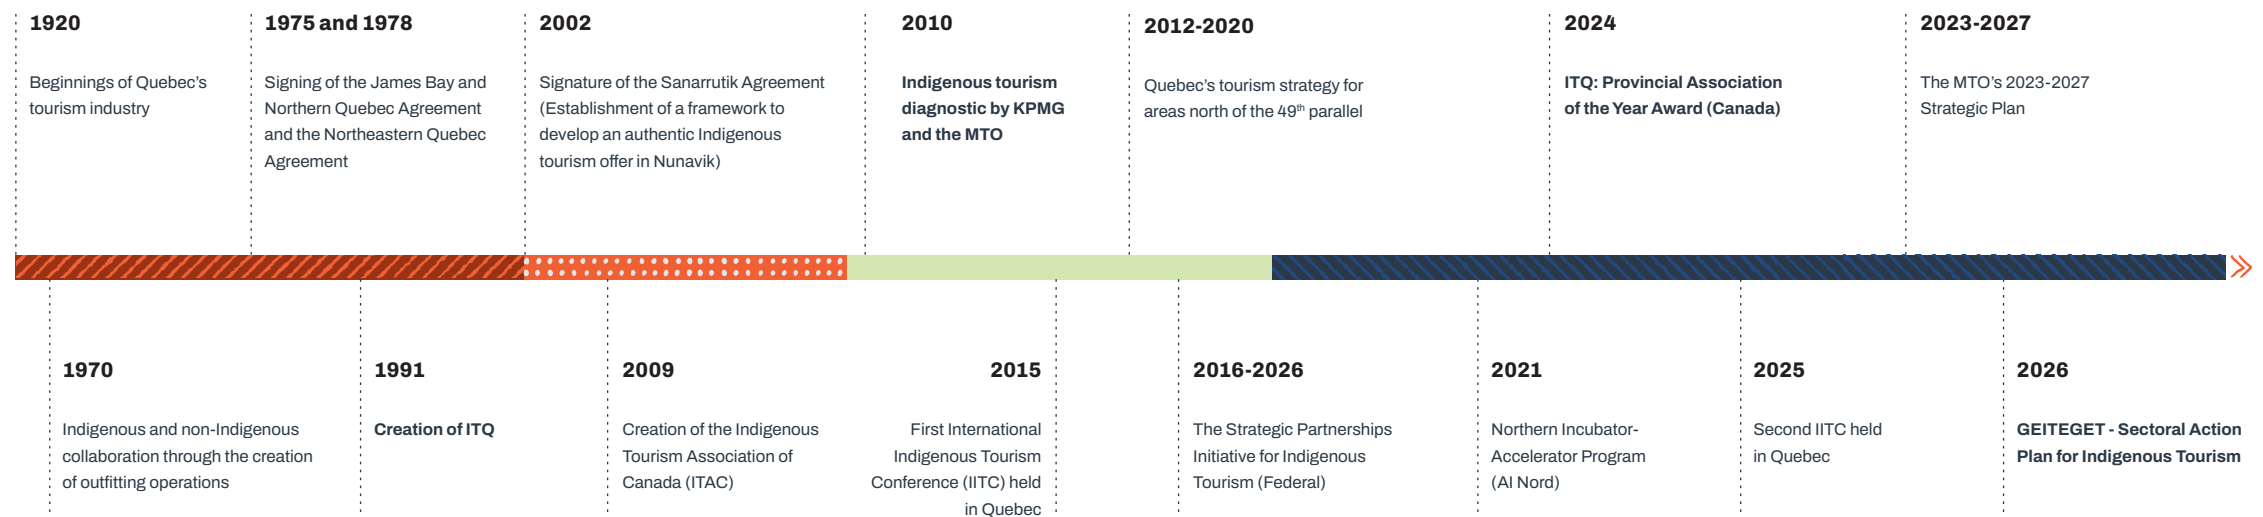 1920
Beginnings of Quebec’s
tourism industry
1975 and 1978
Signing of the James Bay and
Northern Quebec Agreement
and the Northeastern Quebec
Agreement
2002
Signature of the Sanarrutik Agreement
(Establishment of a framework to
develop an authentic Indigenous
tourism offer in Nunavik)
2010
Indigenous tourism
diagnostic by KPMG
and the MTO
2012-2020
Quebec’s tourism strategy for
areas north of the 49th parallel
2024
ITQ: Provincial Association
of the Year Award (Canada)
2023-2027
The MTO’s 2023-2027
Strategic Plan
1970
Indigenous and non-Indigenous
collaboration through the creation
of outfitting operations
1991
Creation of ITQ
2009
Creation of the Indigenous
Tourism Association of
Canada (ITAC)
2015
First International
Indigenous Tourism
Conference (IITC) held
in Quebec
2016-2026
The Strategic Partnerships
Initiative for Indigenous
Tourism (Federal)
2021
Northern Incubator-
Accelerator Program
(AI Nord)
2025
Second IITC held
in Quebec
2026
GEITEGET - Sectoral Action
Plan for Indigenous Tourism